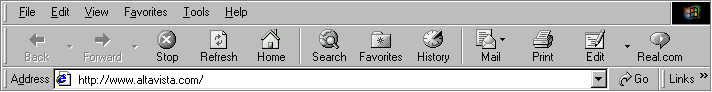 File Edit View Favorites Tools Help
Back Forward Stop Refresh Home Search Favorites History Mail Print Edit Real.com
Address http://www.altavista.com/ Go Links »